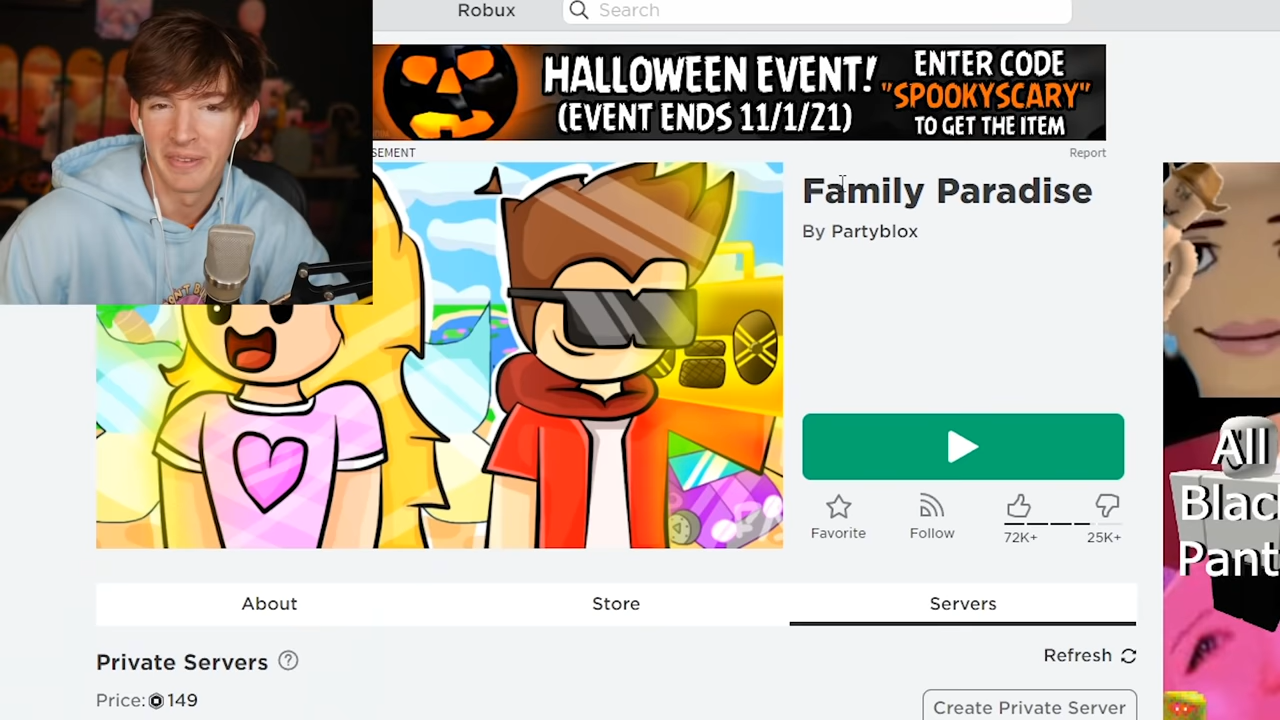 Robux
Search
HALLOWEEN EVENT!
(EVENT ENDS 11/1/21)
ENTER CODE
"SPOOKYSCARY"
TO GET THE ITEM
SEMENT
Report
Family Paradise
By Partyblox
Favorite
Follow
72K+
25K+
All
Blac
Pant
About
Store
Servers
Private Servers
Refresh
Price: 149
Create Private Server